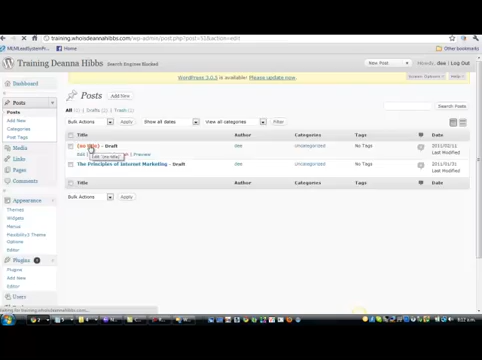 training.whoisdeannahibbs.com/wp-admin/post.php?post=51&action=edit
Home
Other bookmarks
Training Deanna Hibbs
Search Engines Blocked
New Post
Howdy, dee | Log Out
WordPress 3.0.5 is available! Please update now.
Screen Options
Help
Dashboard
Posts
Posts
Add New
Categories
Post Tags
Media
Links
Pages
Comments
Appearance
Themes
Widgets
Menus
Flexibility3 Theme Options
Editor
Plugins
Plugins
Add New
Editor
Users
Posts
Add New
All
Drafts
Trash
Search Posts
Bulk Actions
Apply
Show all dates
View all categories
Filter
Title
Author
Categories
Tags
Date
- Draft
Preview
dee
Uncategorized
No Tags
2011/02/11
Last Modified
The Principles of Internet Marketing - Draft
dee
Uncategorized
No Tags
2011/01/31
Last Modified
Title
Author
Categories
Tags
Date
Bulk Actions
Apply